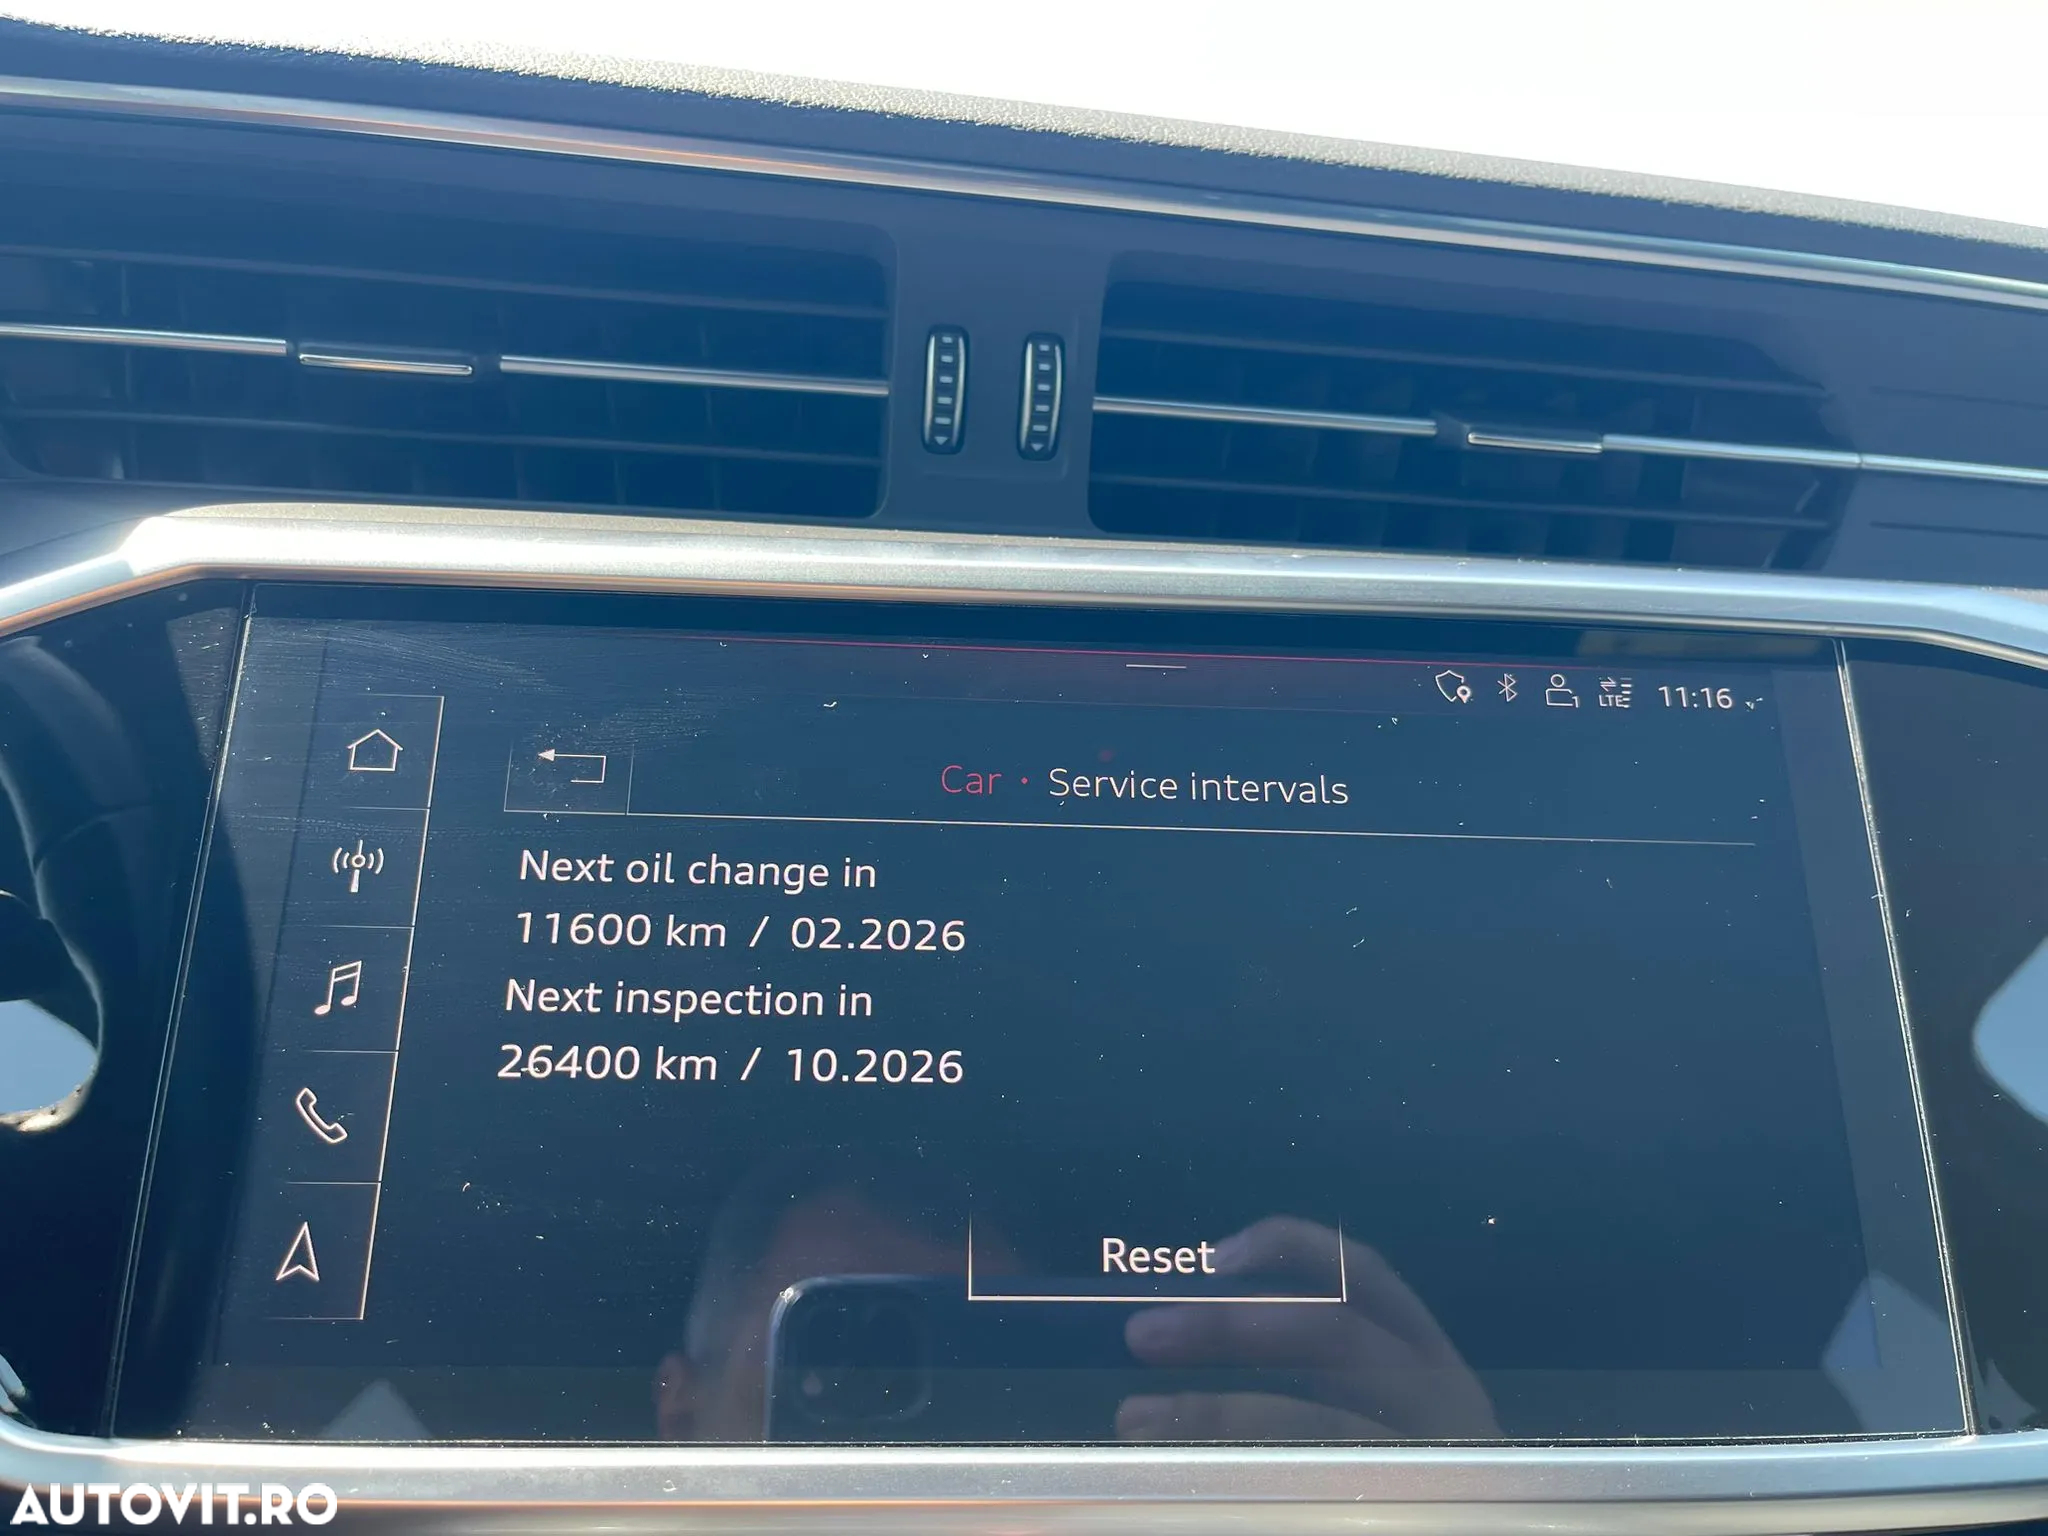 LTE 11:16
Car · Service intervals
Next oil change in
11600 km / 02.2026
Next inspection in
26400 km / 10.2026
Reset
AUTOVIT.RO